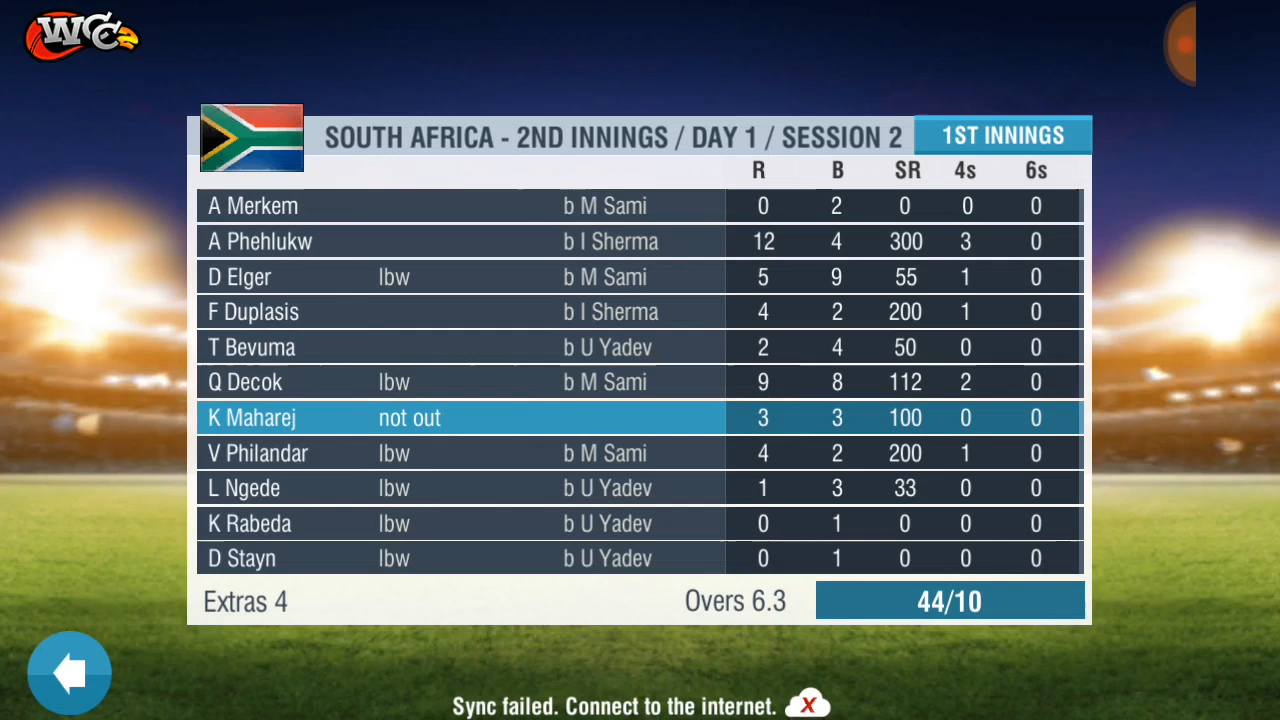 WCC
SOUTH AFRICA - 2ND INNINGS / DAY 1 / SESSION 2 1ST INNINGS
R B SR 4s 6s
A Merkem b M Sami 0 2 0 0 0
A Phehlukw b I Sherma 12 4 300 3 0
D Elger lbw b M Sami 5 9 55 1 0
F Duplasis b I Sherma 4 2 200 1 0
T Bevuma b U Yadev 2 4 50 0 0
Q Decok lbw b M Sami 9 8 112 2 0
K Maharej not out 3 3 100 0 0
V Philandar lbw b M Sami 4 2 200 1 0
L Ngede lbw b U Yadev 1 3 33 0 0
K Rabeda lbw b U Yadev 0 1 0 0 0
D Stayn lbw b U Yadev 0 1 0 0 0
Extras 4 Overs 6.3 44/10
Sync failed. Connect to the internet. X